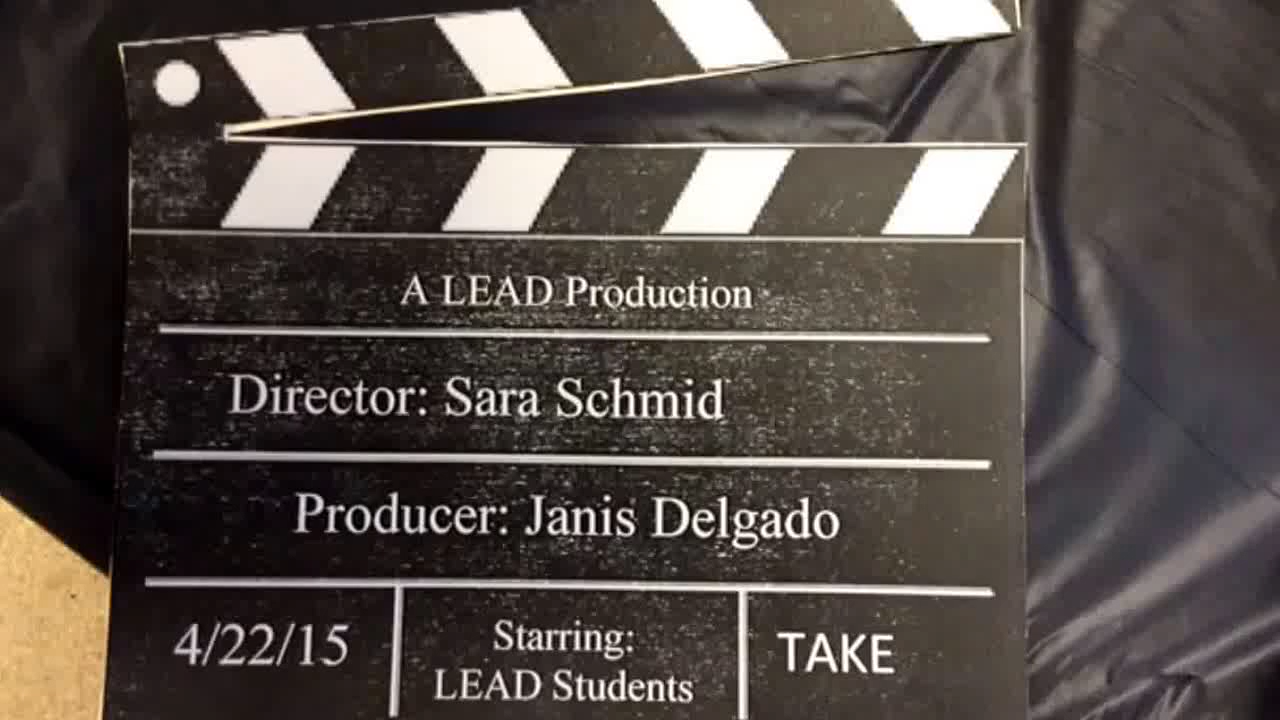 A LEAD Production
Director: Sara Schmid
Producer: Janis Delgado
4/22/15
Starring:
LEAD Students
TAKE